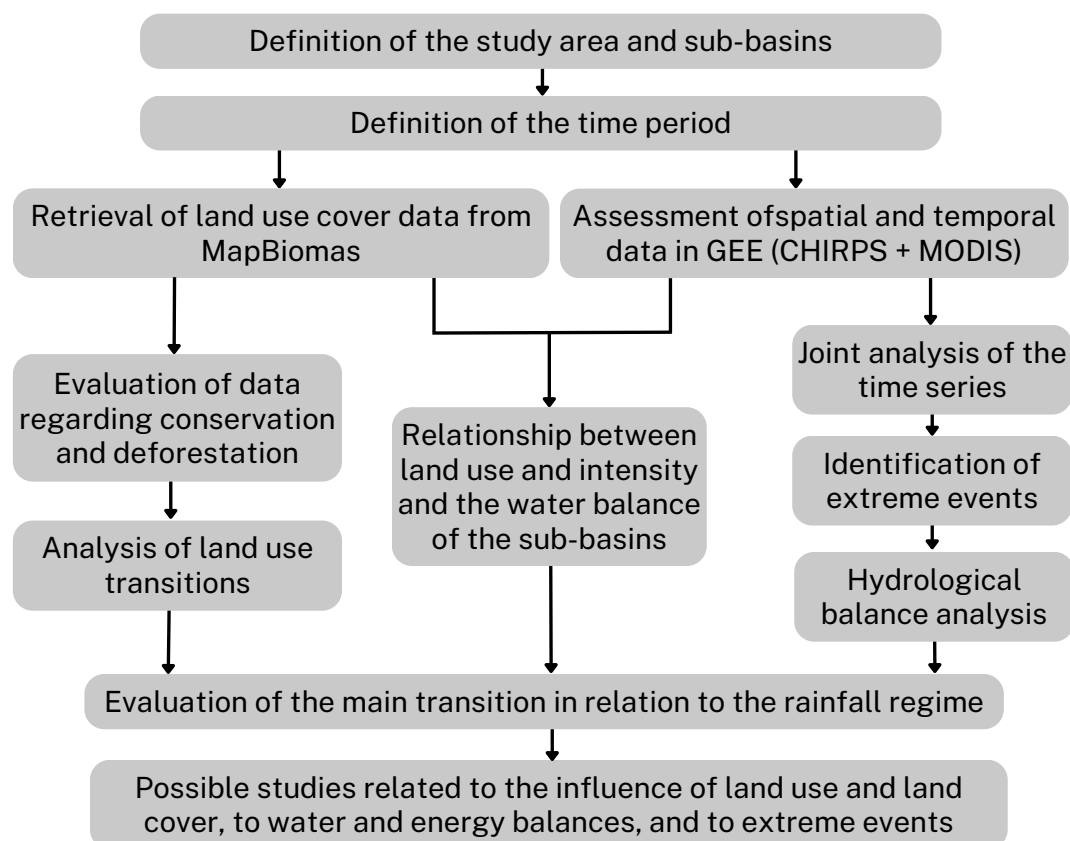 Definition of the study area and sub-basins
Definition of the time period
Retrieval of land use cover data from
MapBiomas
Assessment ofspatial and temporal
data in GEE (CHIRPS + MODIS)
Evaluation of data
regarding conservation
and deforestation
Analysis of land use
transitions
Relationship between
land use and intensity
and the water balance
of the sub-basins
Joint analysis of the
time series
Identification of
extreme events
Hydrological
balance analysis
Evaluation of the main transition in relation to the rainfall regime
Possible studies related to the influence of land use and land
cover, to water and energy balances, and to extreme events